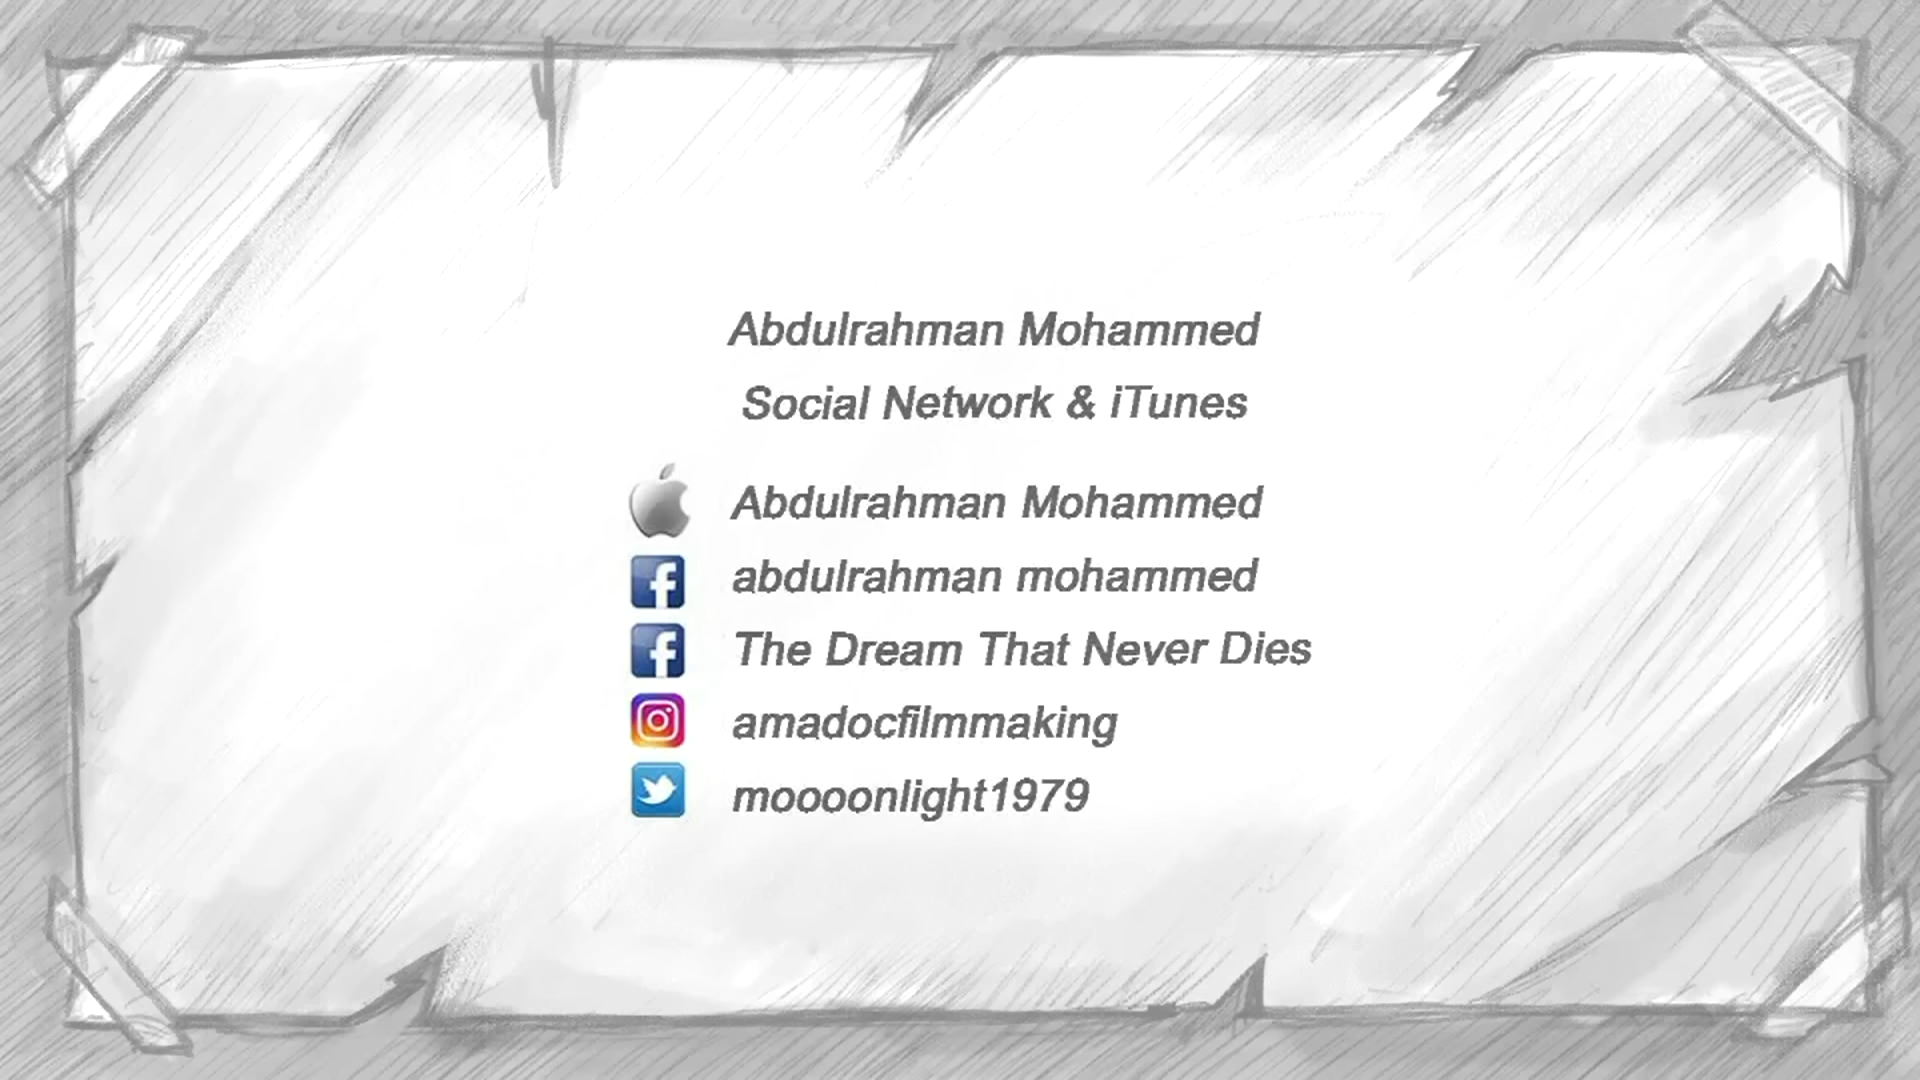 Abdulrahman Mohammed
Social Network & iTunes
Abdulrahman Mohammed
abdulrahman mohammed
The Dream That Never Dies
amadocfilmmaking
moooonlight1979